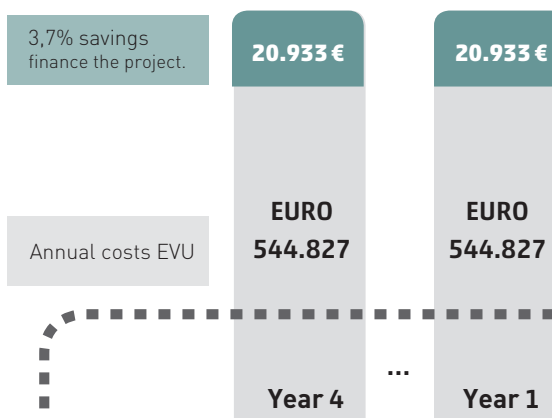 3,7% savings
finance the project.
20.933 €
20.933 €
EURO
544.827
EURO
544.827
Annual costs EVU
...
Year 4
Year 1